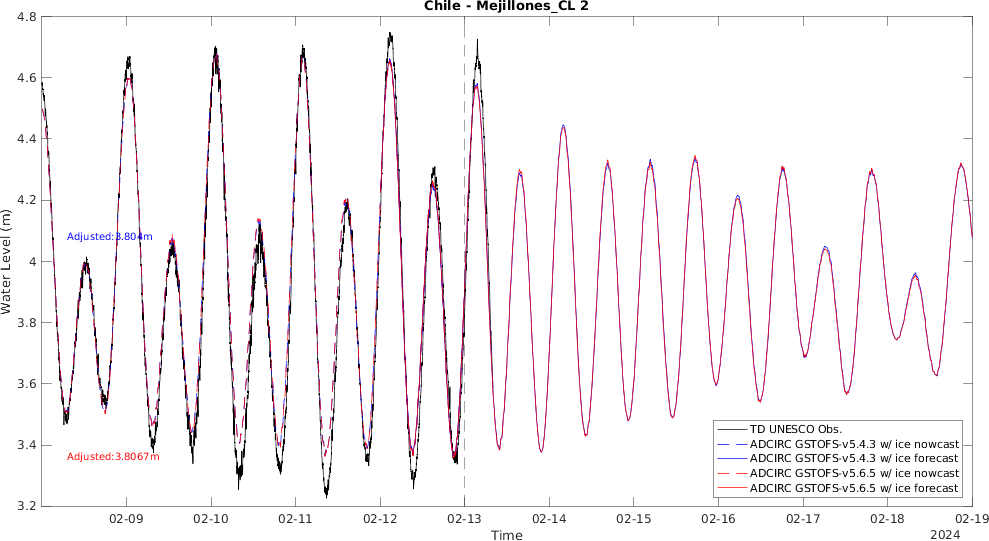 Chile - Mejillones_CL 2
4.8
4.6
4.4
4.2
4
3.8
3.6
3.4
3.2
Water Level (m)
Adjusted:3.804m
Adjusted:3.8067m
TD UNESCO Obs.
ADCIRC GSTOFS-v5.4.3 w/ ice nowcast
ADCIRC GSTOFS-v5.4.3 w/ ice forecast
ADCIRC GSTOFS-v5.6.5 w/ ice nowcast
ADCIRC GSTOFS-v5.6.5 w/ ice forecast
02-09 02-10 02-11 02-12 02-13 02-14 02-15 02-16 02-17 02-18 02-19
Time
2024